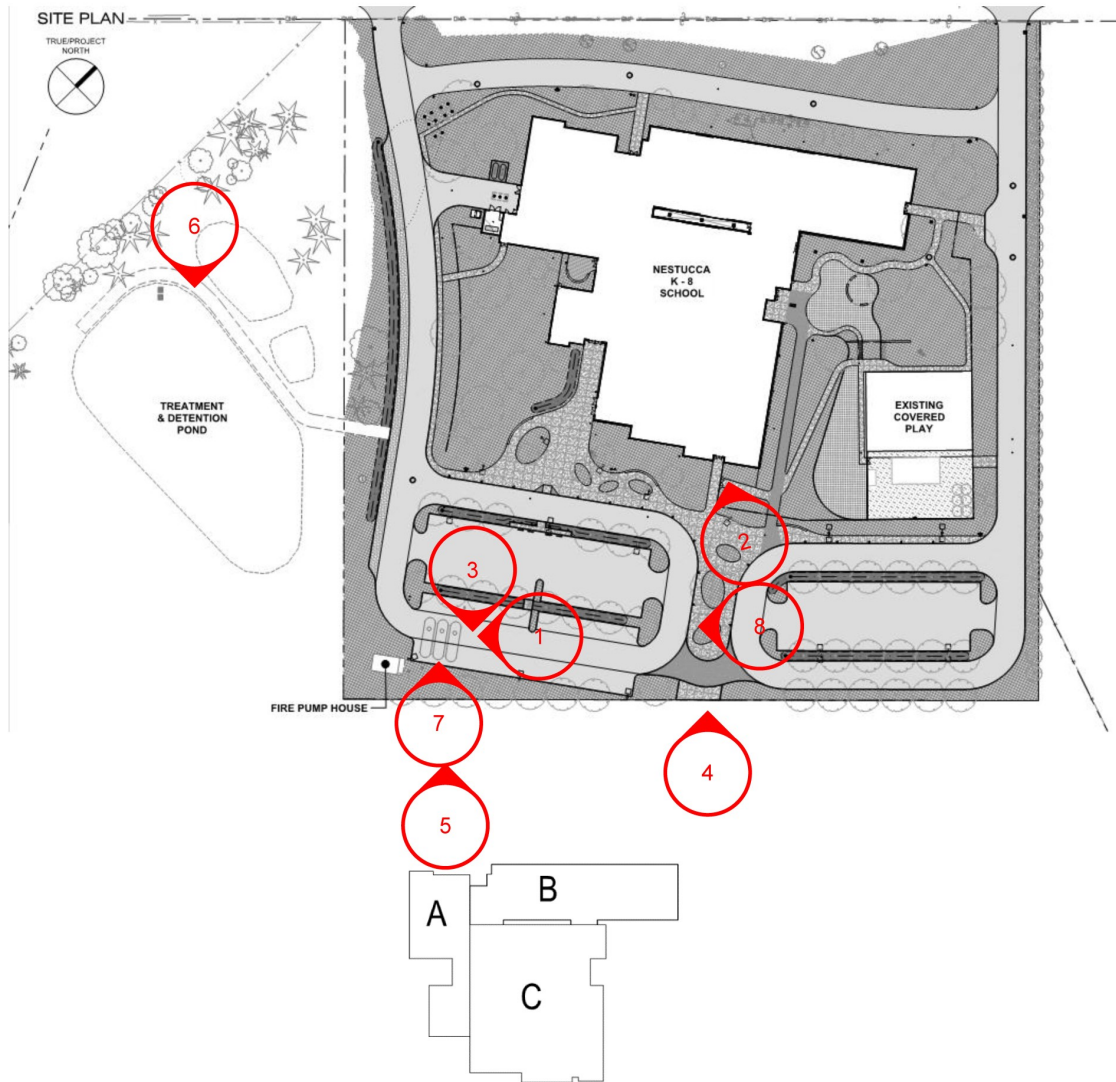 SITE PLAN
TRUE/PROJECT
NORTH
6
NESTUCCA
K - 8
SCHOOL
TREATMENT
& DETENTION
POND
EXISTING
COVERED
PLAY
2
3
1
8
FIRE PUMP HOUSE
7
4
5
A
B
C